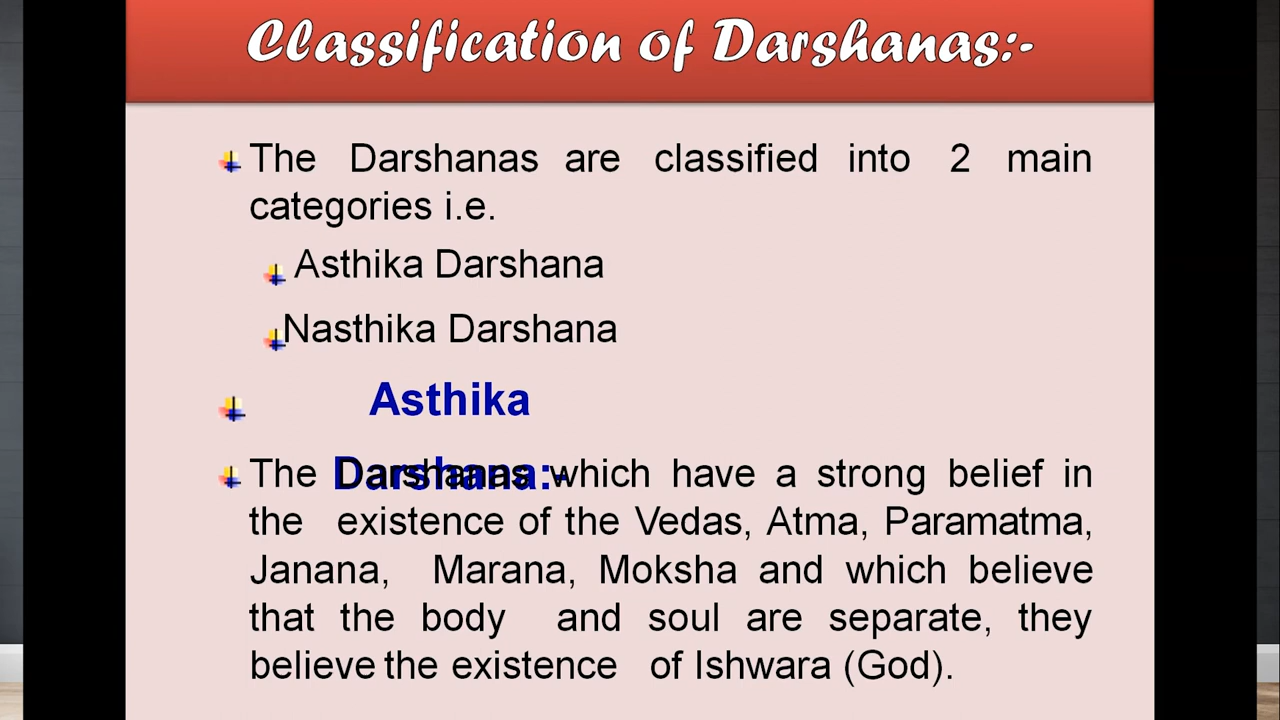 Classification of Darshanas:-
The Darshanas are classified into 2 main
categories i.e.
Asthika Darshana
Nasthika Darshana
Asthika
Darshana:-
The Darshanas which have a strong belief in
the existence of the Vedas, Atma, Paramatma,
Janana, Marana, Moksha and which believe
that the body and soul are separate, they
believe the existence of Ishwara (God).